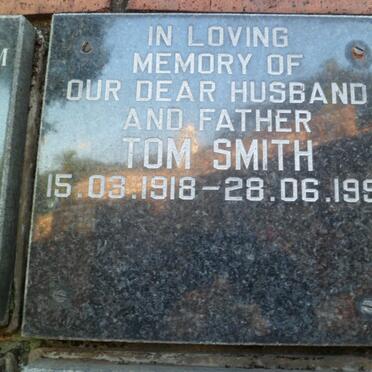 IN LOVING
MEMORY OF
OUR DEAR HUSBAND
AND FATHER
TOM SMITH
15.03.1918-28.06.199